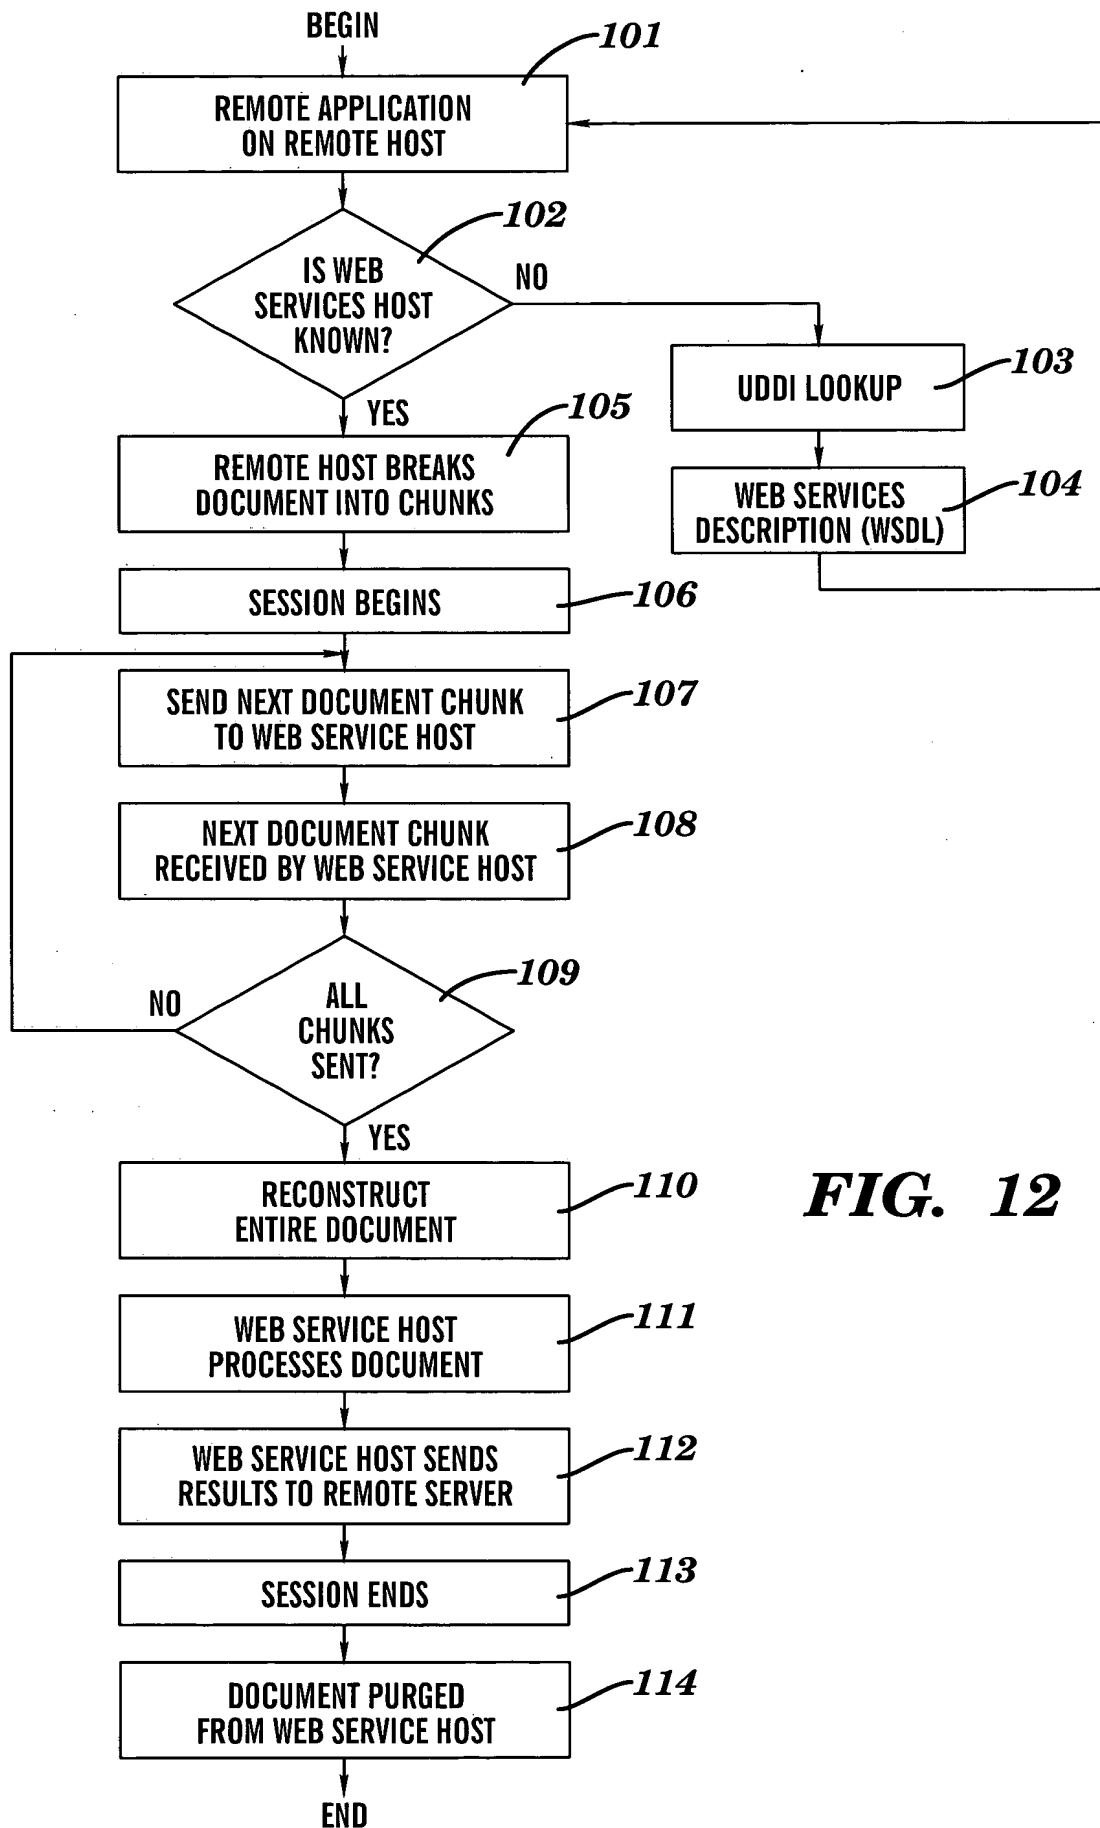 BEGIN
101
REMOTE APPLICATION
ON REMOTE HOST
102
IS WEB
SERVICES HOST
KNOWN?
NO
103
UDDI LOOKUP
YES
105
REMOTE HOST BREAKS
DOCUMENT INTO CHUNKS
104
WEB SERVICES
DESCRIPTION (WSDL)
SESSION BEGINS
106
SEND NEXT DOCUMENT CHUNK
TO WEB SERVICE HOST
107
NEXT DOCUMENT CHUNK
RECEIVED BY WEB SERVICE HOST
108
109
ALL
CHUNKS
SENT?
NO
YES
RECONSTRUCT
ENTIRE DOCUMENT
110
FIG. 12
WEB SERVICE HOST
PROCESSES DOCUMENT
111
WEB SERVICE HOST SENDS
RESULTS TO REMOTE SERVER
112
SESSION ENDS
113
DOCUMENT PURGED
FROM WEB SERVICE HOST
114
END